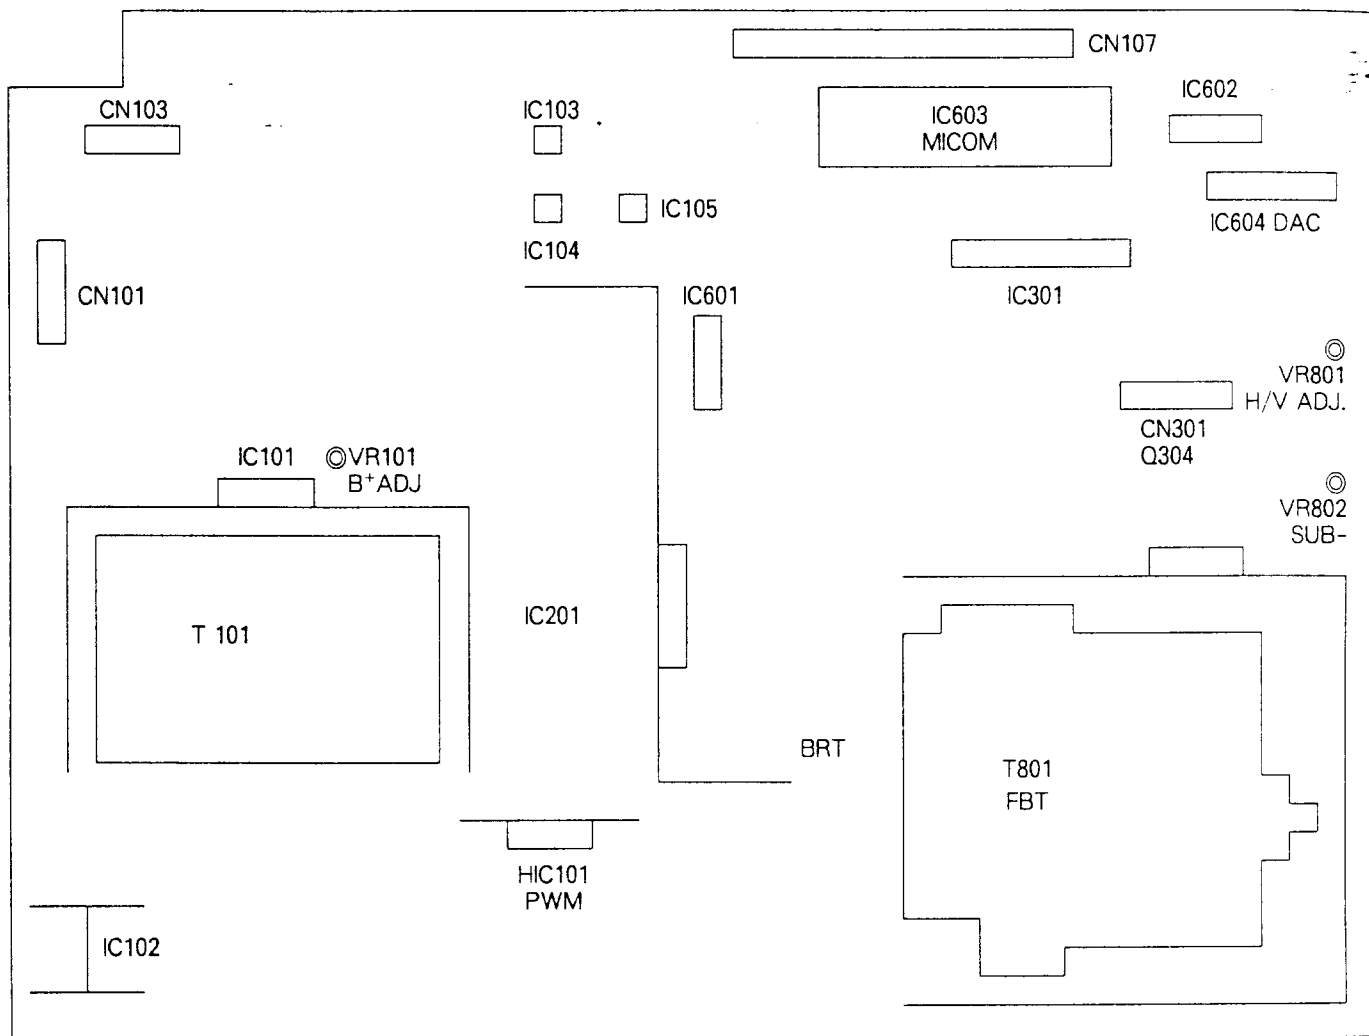 CN107
IC602
CN103
IC103
IC603
MICOM
IC105
IC604 DAC
IC104
CN101
IC601
IC301
VR801
H/V ADJ.
CN301
Q304
IC101
VR101
B+ADJ
VR802
SUB-
IC201
T 101
BRT
T801
FBT
HIC101
PWM
IC102